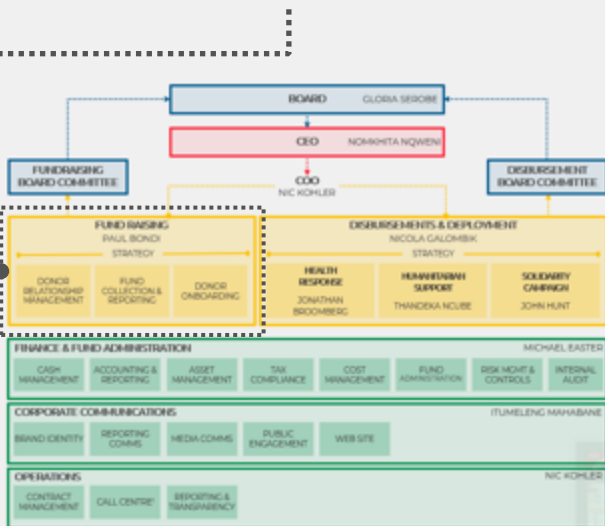 BOARD GLORIA SEROBE
CEO NOMKHITA NQWENI
FUNDRAISING
BOARD COMMITTEE
DISBURSEMENT
BOARD COMMITTEE
COO
NIC KOHLER
FUND RAISING
PAUL BONDI
STRATEGY
DONOR
RELATIONSHIP
MANAGEMENT
FUND
COLLECTION &
REPORTING
DONOR
ONBOARDING
DISBURSEMENTS & DEPLOYMENT
NICOLA GALOMBIK
STRATEGY
HEALTH
RESPONSE
JONATHAN
BROOMBERG
HUMANITARIAN
SUPPORT
THANDEKA NCUBE
SOLIDARITY
CAMPAIGN
JOHN HUNT
FINANCE & FUND ADMINISTRATION MICHAEL EASTER
CASH
MANAGEMENT
ACCOUNTING &
REPORTING
ASSET
MANAGEMENT
TAX
COMPLIANCE
COST
MANAGEMENT
FUND
ADMINISTRATION
RISK MGMT &
CONTROLS
INTERNAL
AUDIT
CORPORATE COMMUNICATIONS ITUMELENG MAHABANE
BRAND IDENTITY
REPORTING
COMMS
MEDIA COMMS
PUBLIC
ENGAGEMENT
WEB SITE
OPERATIONS NIC KOHLER
CONTRACT
MANAGEMENT
CALL CENTRE
REPORTING &
TRANSPARENCY